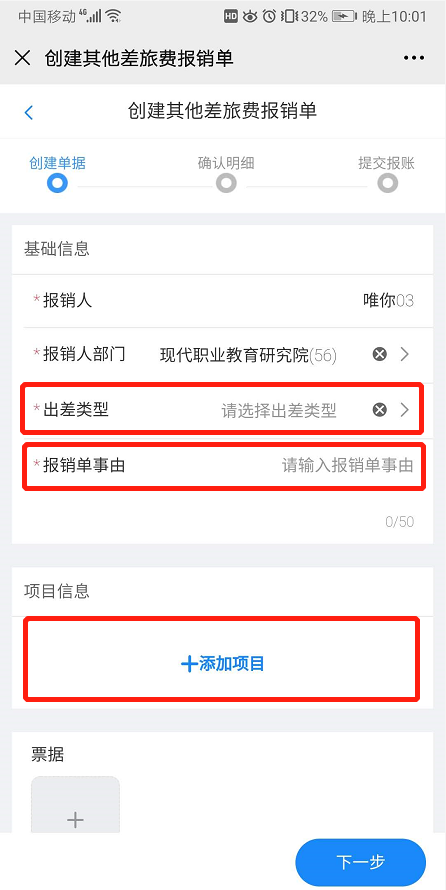 中国移动 4G HD 32% 晚上10:01
创建其他差旅费报销单
创建其他差旅费报销单
创建单据 确认明细 提交报账
基础信息
*报销人 唯你03
*报销人部门 现代职业教育研究院(56)
*出差类型 请选择出差类型
*报销单事由 请输入报销单事由
0/50
项目信息
+添加项目
票据
+
下一步